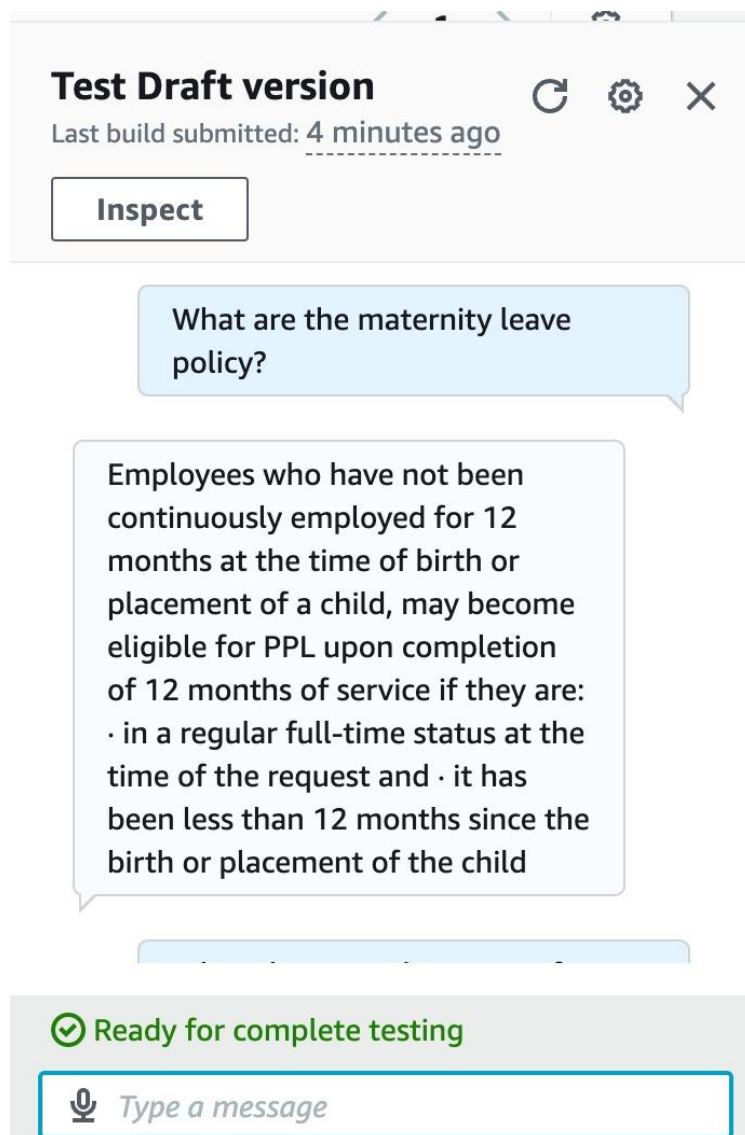 Test Draft version
Last build submitted: 4 minutes ago
Inspect
What are the maternity leave
policy?
Employees who have not been
continuously employed for 12
months at the time of birth or
placement of a child, may become
eligible for PPL upon completion
of 12 months of service if they are:
· in a regular full-time status at the
time of the request and · it has
been less than 12 months since the
birth or placement of the child
Ready for complete testing
Type a message